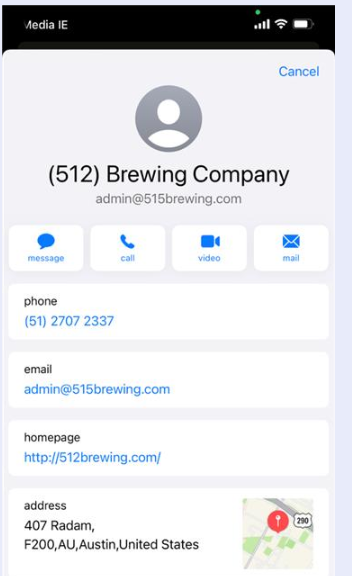 Media IE
Cancel
(512) Brewing Company
admin@515brewing.com
message
call
video
mail
phone
(51) 2707 2337
email
admin@515brewing.com
homepage
http://512brewing.com/
address
407 Radam,
F200,AU,Austin,United States
290